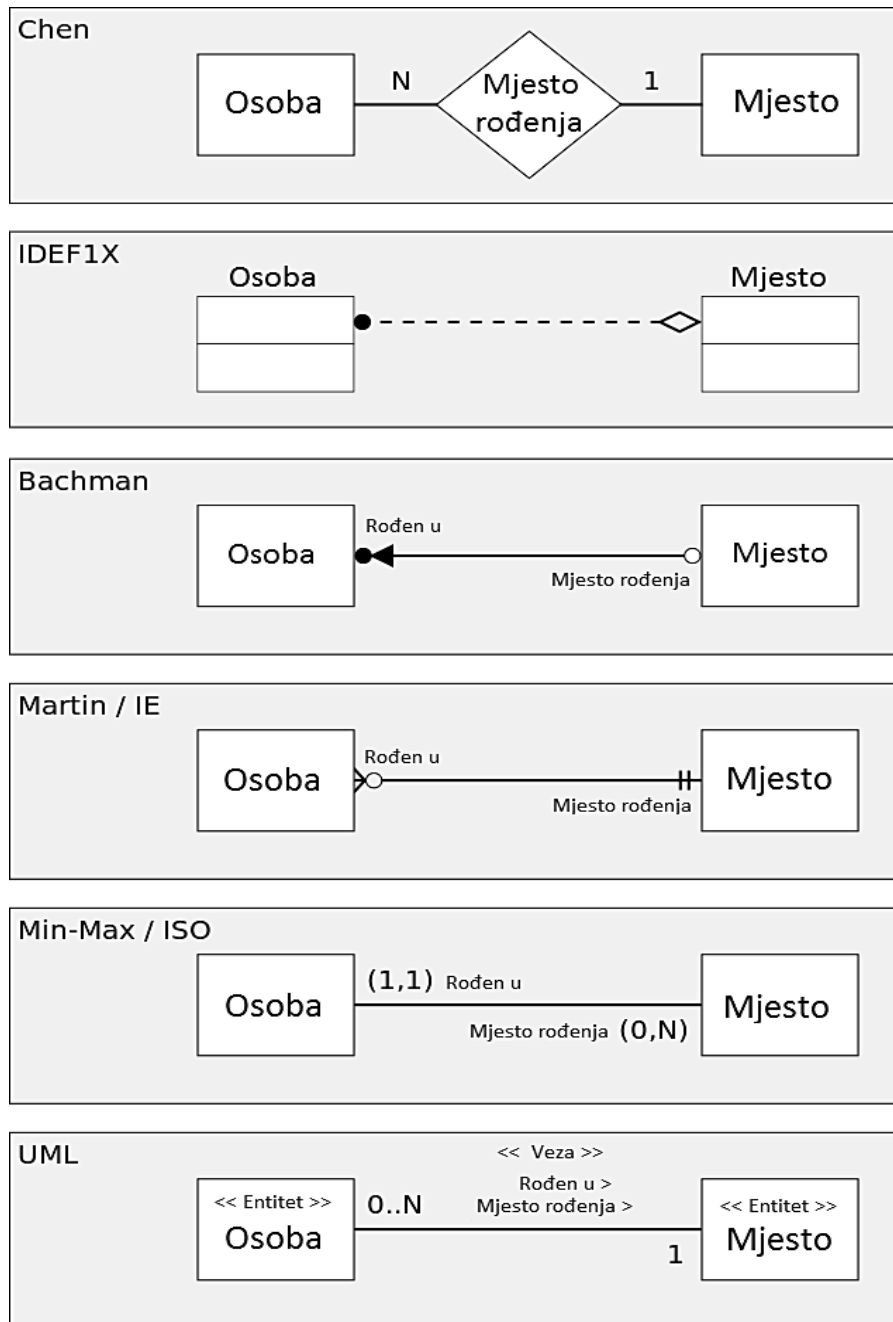 Chen
Osoba
N
Mjesto
rođenja
1
Mjesto
IDEF1X
Osoba
Mjesto
Bachman
Osoba
Rođen u
Mjesto rođenja
Mjesto
Martin / IE
Osoba
Rođen u
Mjesto rođenja
Mjesto
Min-Max / ISO
Osoba
(1,1) Rođen u
Mjesto rođenja (0,N)
Mjesto
UML
<< Entitet >>
Osoba
0..N
<< Veza >>
Rođen u >
Mjesto rođenja >
1
<< Entitet >>
Mjesto